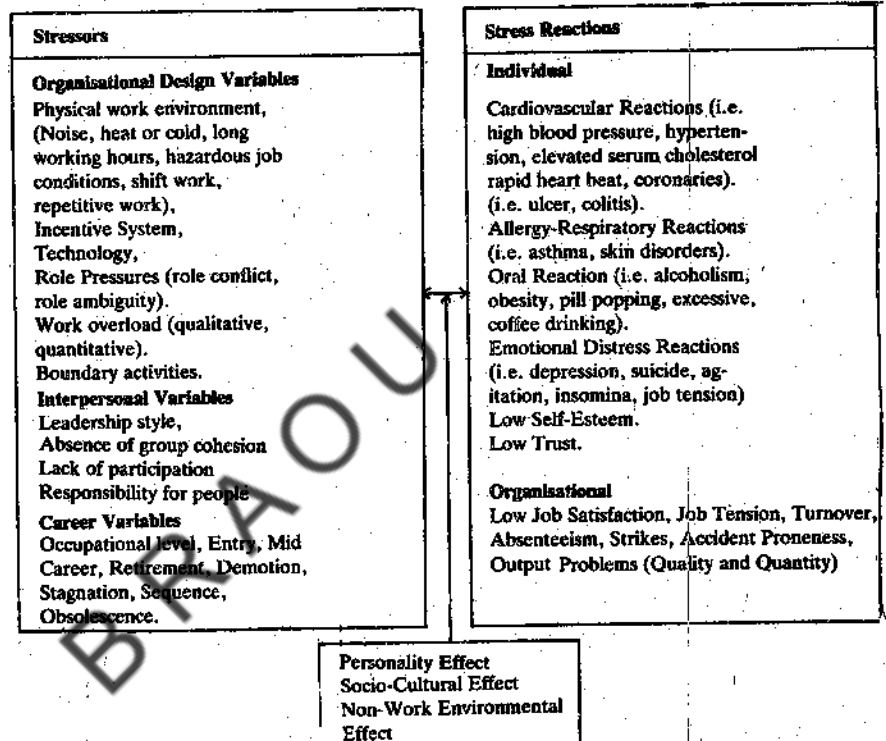 Stressors
Organisational Design Variables
Physical work environment,
(Noise, heat or cold, long
working hours, hazardous job
conditions, shift work,
repetitive work),
Incentive System,
Technology,
Role Pressures (role conflict,
role ambiguity).
Work overload (qualitative,
quantitative).
Boundary activities.
Interpersonal Variables
Leadership style,
Absence of group cohesion
Lack of participation
Responsibility for people
Career Variables
Occupational level, Entry, Mid
Career, Retirement, Demotion,
Stagnation, Sequence,
Obsolescence.
Stress Reactions
Individual
Cardiovascular Reactions (i.e.
high blood pressure, hyperten-
sion, elevated serum cholesterol
rapid heart beat, coronaries).
(i.e. ulcer, colitis).
Allergy-Respiratory Reactions
(i.e. asthma, skin disorders).
Oral Reaction (i.e. alcoholism,
obesity, pill popping, excessive,
coffee drinking).
Emotional Distress Reactions
(i.e. depression, suicide, ag-
itation, insomina, job tension)
Low Self-Esteem.
Low Trust.
Organisational
Low Job Satisfaction, Job Tension, Turnover,
Absenteeism, Strikes, Accident Proneness,
Output Problems (Quality and Quantity)
Personality Effect
Socio-Cultural Effect
Non-Work Environmental
Effect
BRAOU